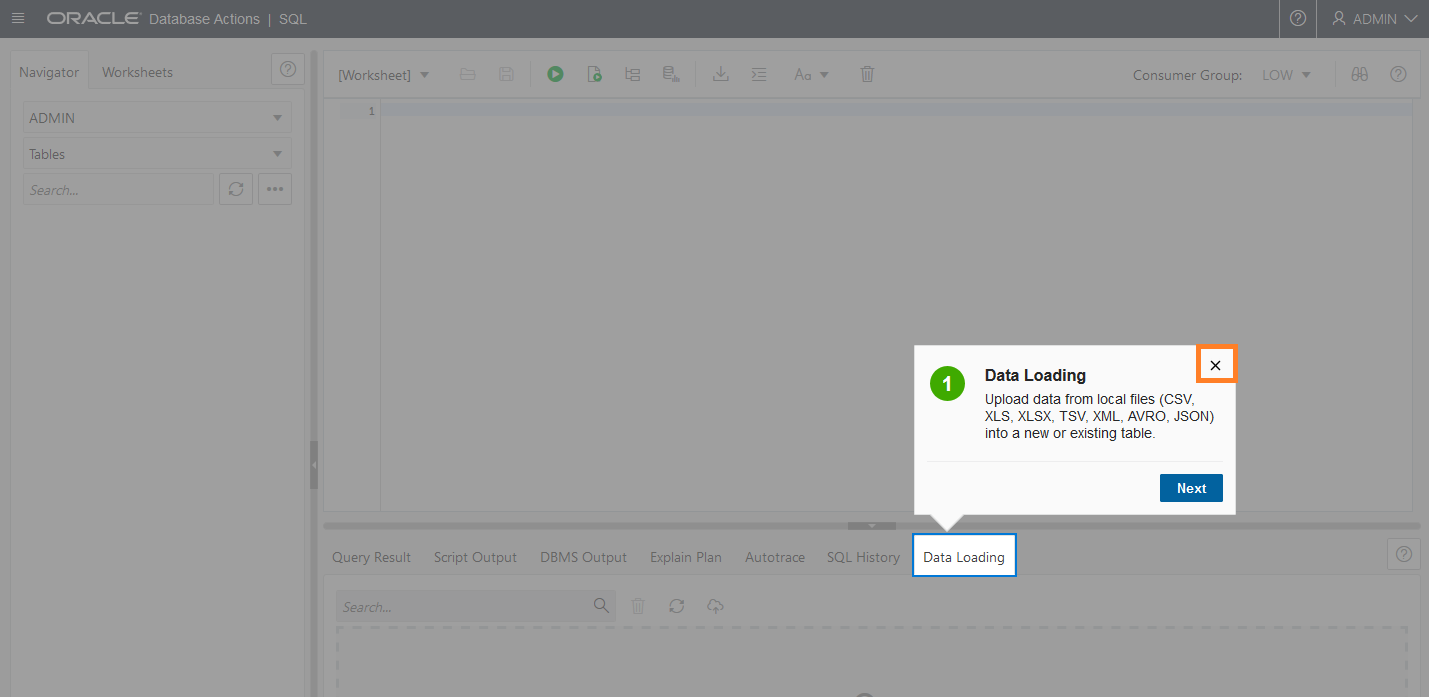 ORACLE Database Actions | SQL
ADMIN
Navigator
Worksheets
[Worksheet]
Aa
Consumer Group: LOW
ADMIN
Tables
Search...
1
1
Data Loading
Upload data from local files (CSV,
XLS, XLSX, TSV, XML, AVRO, JSON)
into a new or existing table.
Next
Query Result
Script Output
DBMS Output
Explain Plan
Autotrace
SQL History
Data Loading
Search...